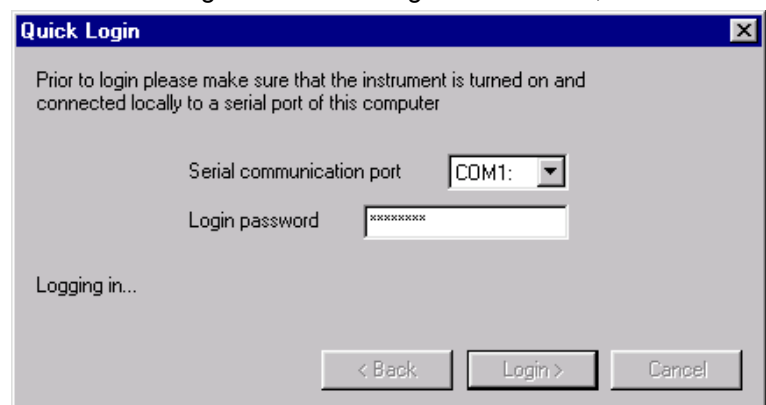 Quick Login
Prior to login please make sure that the instrument is turned on and
connected locally to a serial port of this computer
Serial communication port COM1:
Login password ********
Logging in...
< Back Login > Cancel